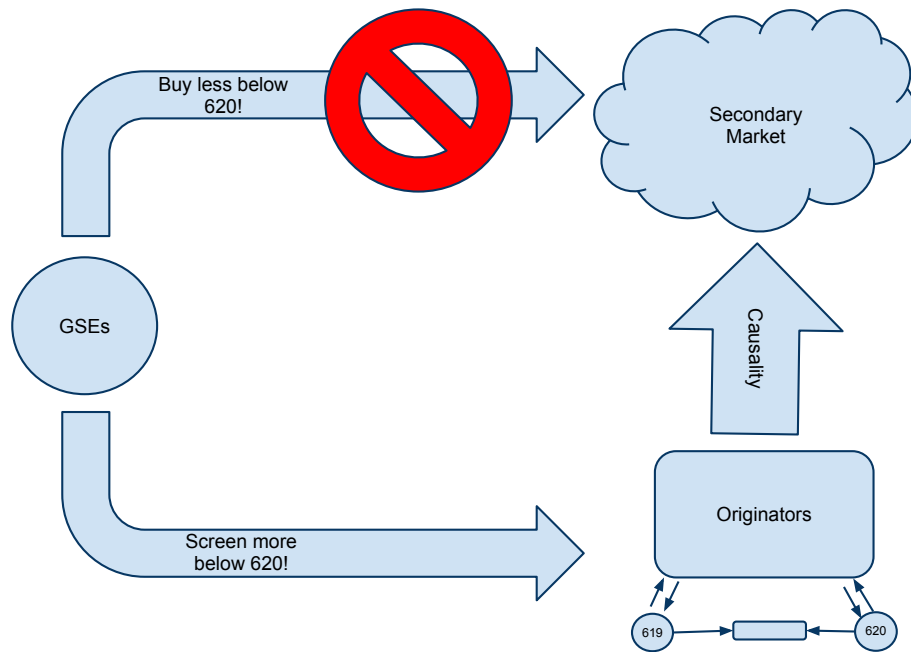 Buy less below
620!
Secondary
Market
GSEs
Causality
Originators
Screen more
below 620!
619
620